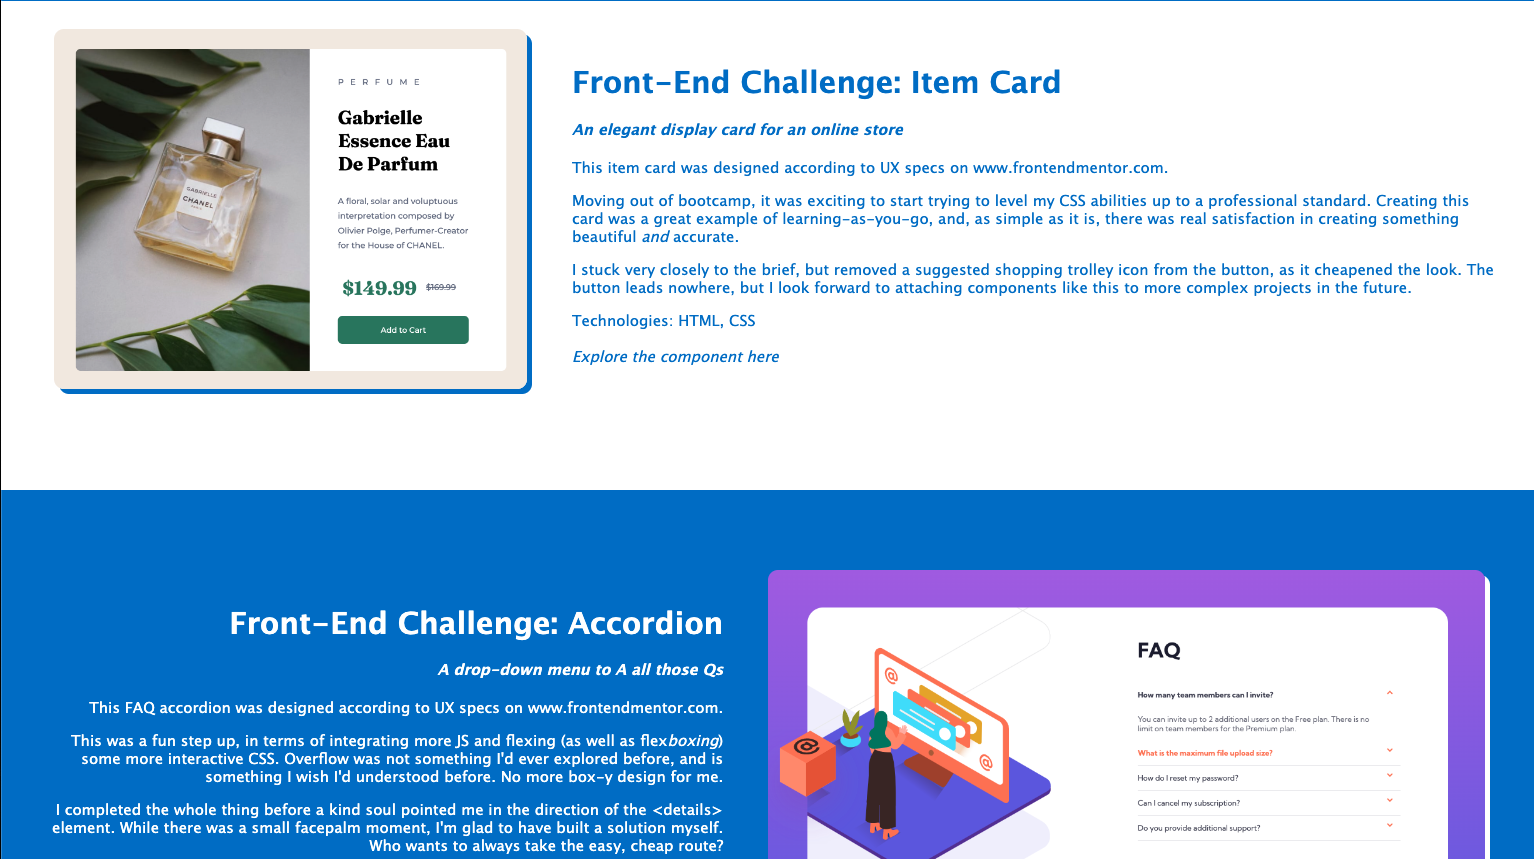 PERFUME
Gabrielle
Essence Eau
De Parfum
A floral, solar and voluptuous
interpretation composed by
Olivier Polge, Perfumer-Creator
for the House of CHANEL.
$149.99 $169.99
Add to Cart
GABRIELLE
CHANEL
PARIS
Front-End Challenge: Item Card
An elegant display card for an online store
This item card was designed according to UX specs on www.frontendmentor.com.
Moving out of bootcamp, it was exciting to start trying to level my CSS abilities up to a professional standard. Creating this
card was a great example of learning-as-you-go, and, as simple as it is, there was real satisfaction in creating something
beautiful and accurate.
I stuck very closely to the brief, but removed a suggested shopping trolley icon from the button, as it cheapened the look. The
button leads nowhere, but I look forward to attaching components like this to more complex projects in the future.
Technologies: HTML, CSS
Explore the component here
Front-End Challenge: Accordion
A drop-down menu to A all those Qs
This FAQ accordion was designed according to UX specs on www.frontendmentor.com.
This was a fun step up, in terms of integrating more JS and flexing (as well as flexboxing)
some more interactive CSS. Overflow was not something I'd ever explored before, and is
something I wish I'd understood before. No more box-y design for me.
I completed the whole thing before a kind soul pointed me in the direction of the <details>
element. While there was a small facepalm moment, I'm glad to have built a solution myself.
Who wants to always take the easy, cheap route?
@
@
@
FAQ
How many team members can I invite?
You can invite up to 2 additional users on the Free plan. There is no
limit on team members for the Premium plan.
What is the maximum file upload size?
How do I reset my password?
Can I cancel my subscription?
Do you provide additional support?